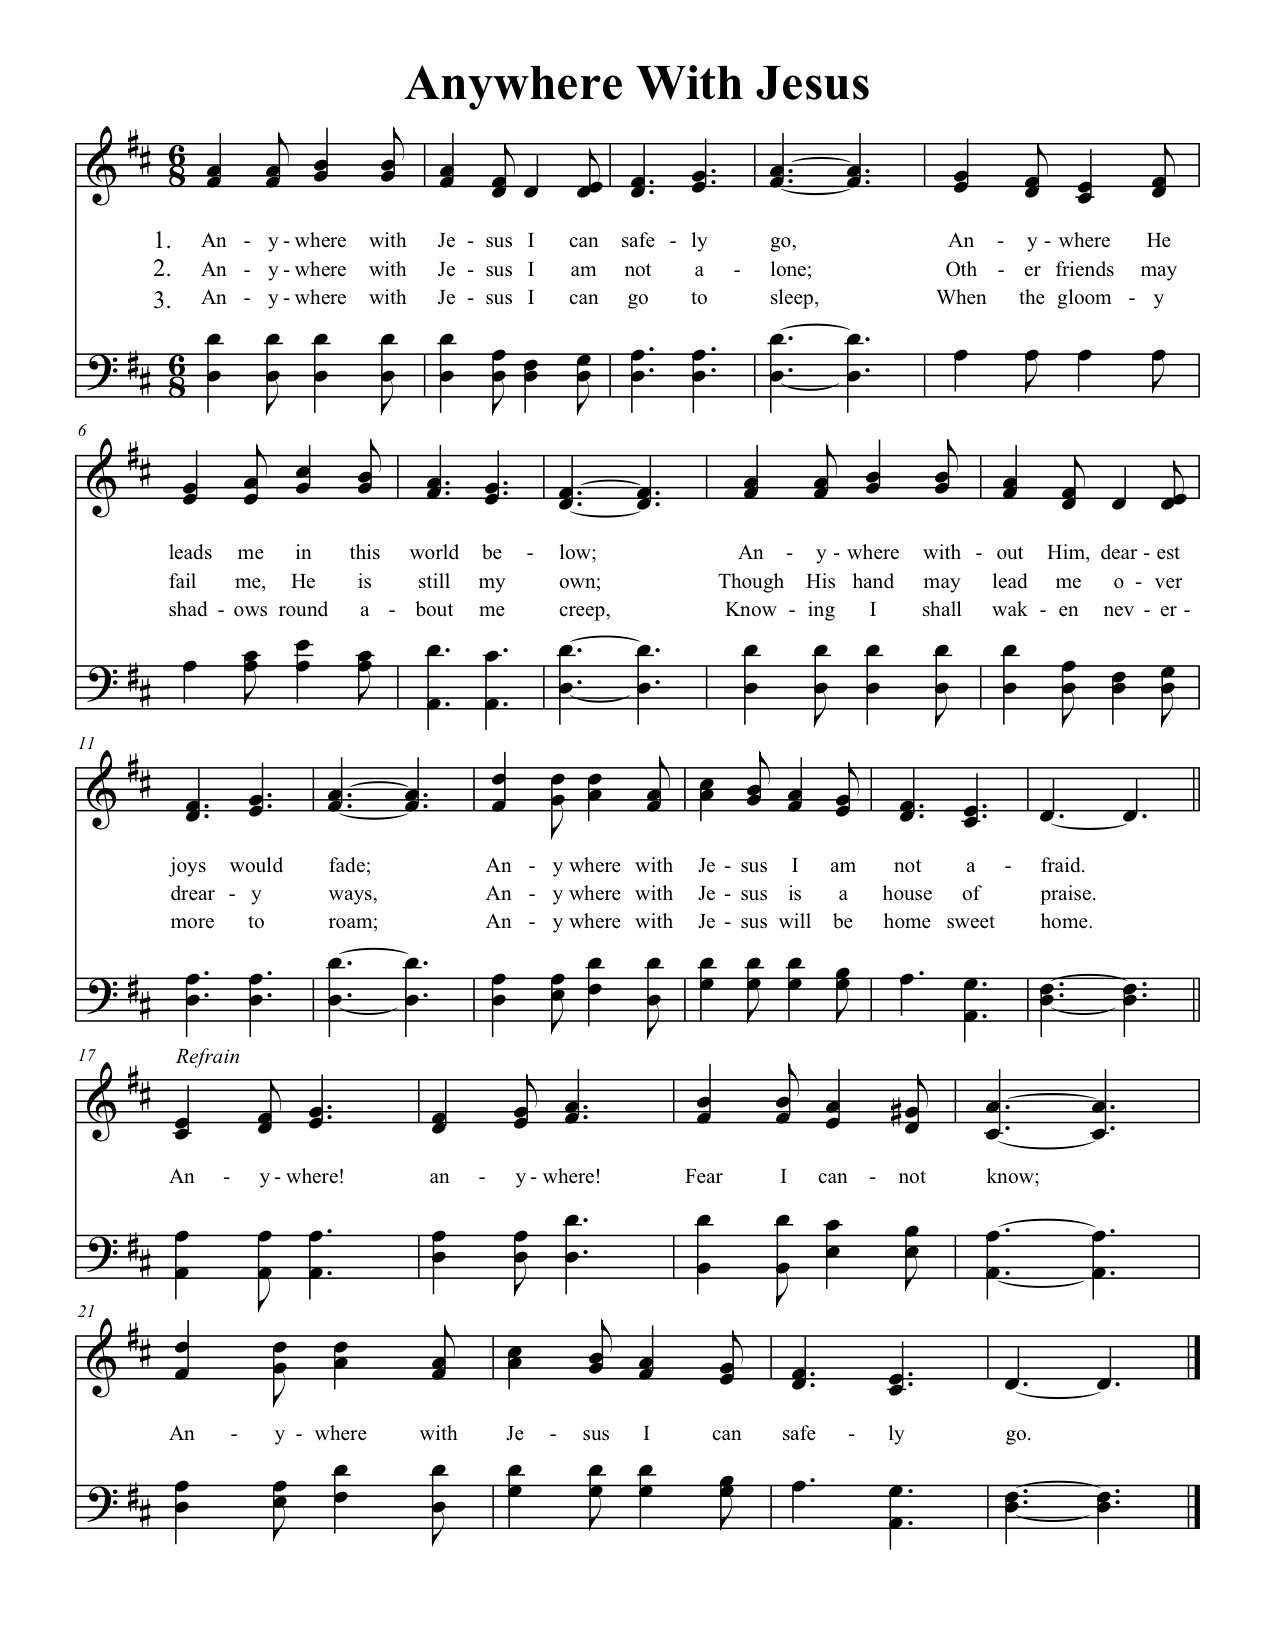 Anywhere With Jesus
6 8
1. An - y - where with Je - sus I can safe - ly go, An - y - where He
2. An - y - where with Je - sus I am not a - lone; Oth - er friends may
3. An - y - where with Je - sus I can go to sleep, When the gloom - y
6 8
6
leads me in this world be - low; An - y - where with - out Him, dear - est
fail me, He is still my own; Though His hand may lead me o - ver
shad - ows round a - bout me creep, Know - ing I shall wak - en nev - er -
11
joys would fade; An - y where with Je - sus I am not a - fraid.
drear - y ways, An - y where with Je - sus is a house of praise.
more to roam; An - y where with Je - sus will be home sweet home.
17 Refrain
An - y - where! an - y - where! Fear I can - not know;
21
An - y - where with Je - sus I can safe - ly go.